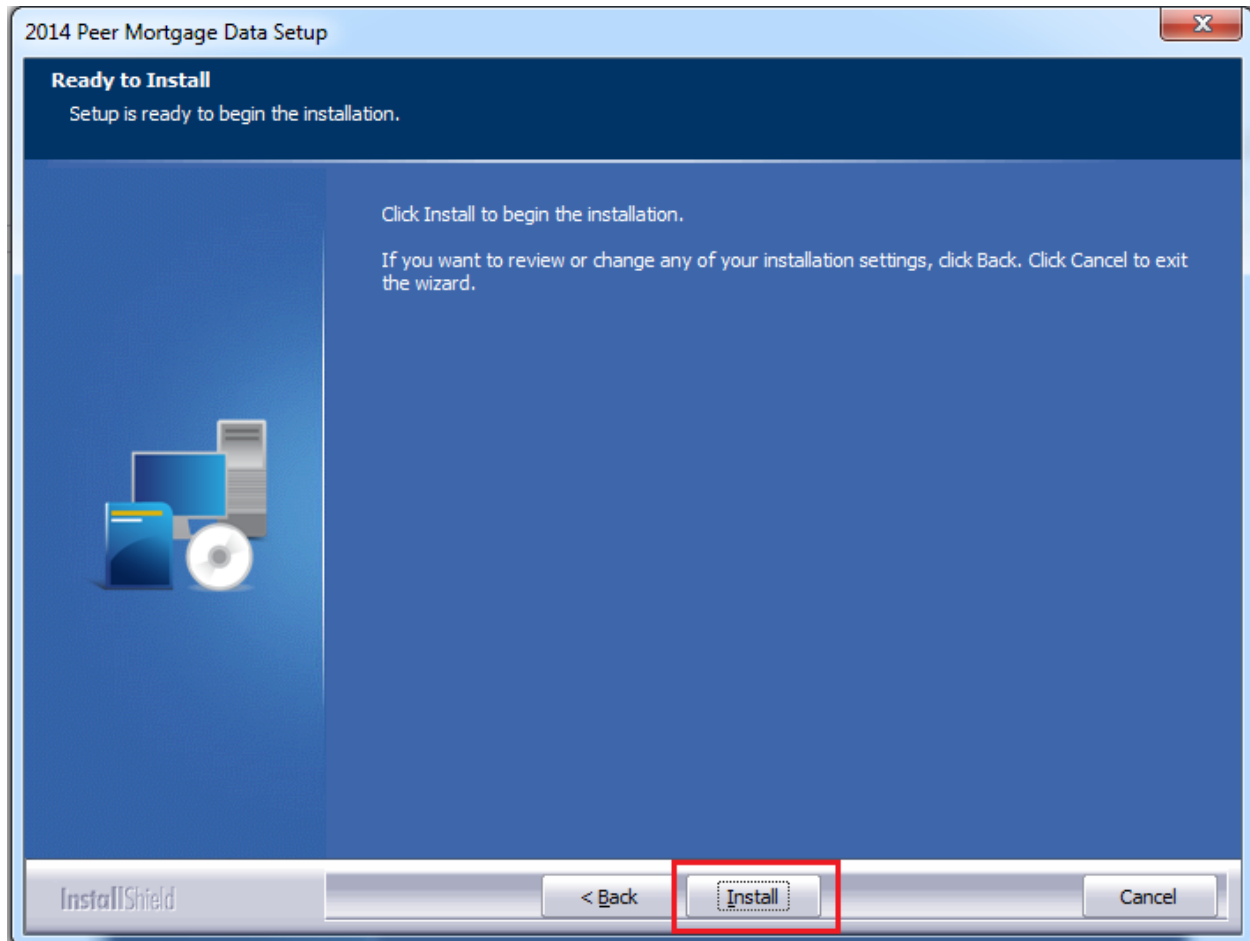 2014 Peer Mortgage Data Setup
X
Ready to Install
Setup is ready to begin the installation.
Click Install to begin the installation.
If you want to review or change any of your installation settings, click Back. Click Cancel to exit
the wizard.
InstallShield
< Back
Install
Cancel